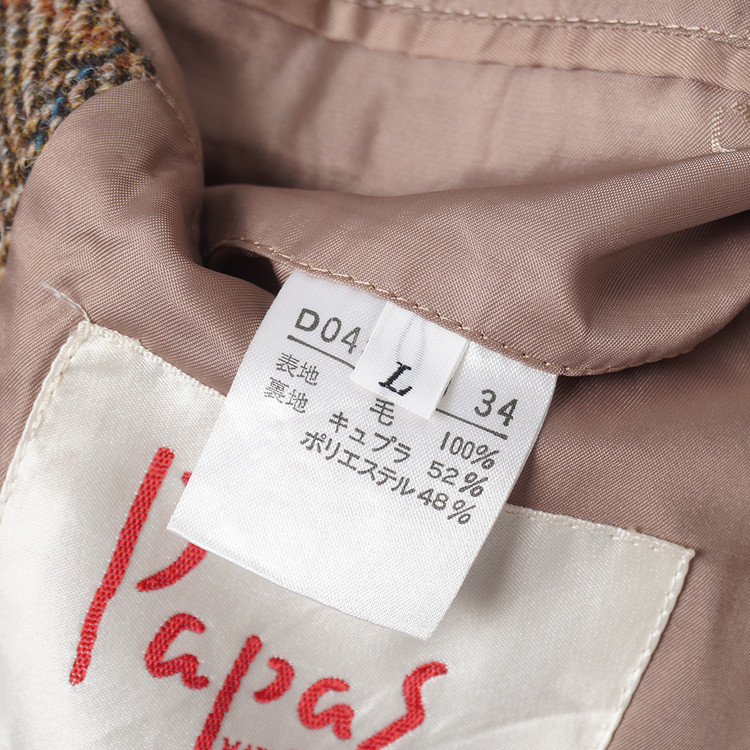 D04 34
L
表地 毛 100%
裏地 キュプラ 52%
ポリエステル 48%
Papas